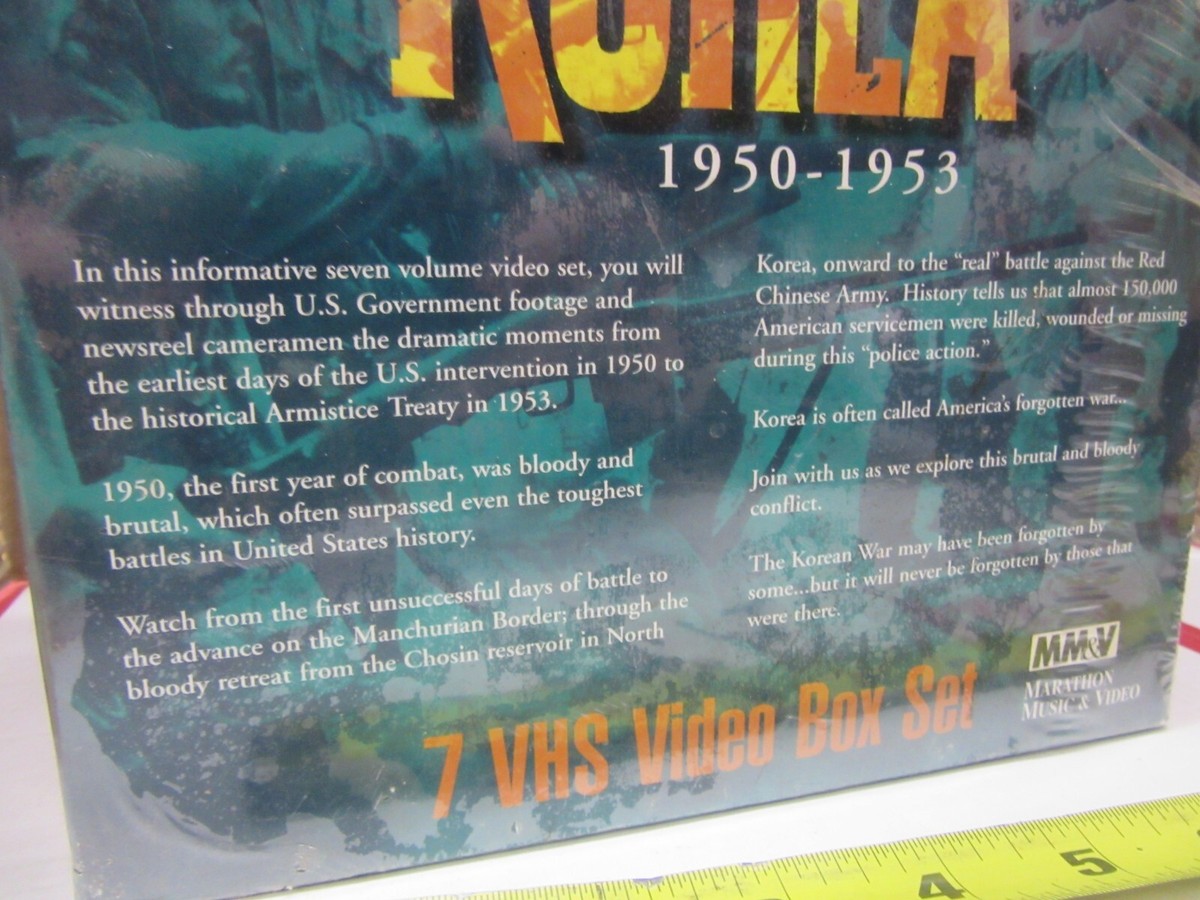 KOREA
1950-1953
In this informative seven volume video set, you will
witness through U.S. Government footage and
newsreel cameramen the dramatic moments from
the earliest days of the U.S. intervention in 1950 to
the historical Armistice Treaty in 1953.
1950, the first year of combat, was bloody and
brutal, which often surpassed even the toughest
battles in United States history.
Watch from the first unsuccessful days of battle to
the advance on the Manchurian Border; through the
bloody retreat from the Chosin reservoir in North
Korea, onward to the “real” battle against the Red
Chinese Army. History tells us that almost 150,000
American servicemen were killed, wounded or missing
during this “police action.”
Korea is often called America's forgotten war...
Join with us as we explore this brutal and bloody
conflict.
The Korean War may have been forgotten by
some...but it will never be forgotten by those that
were there.
MM&V
MARATHON
MUSIC & VIDEO
7 VHS Video Box Set
4 5